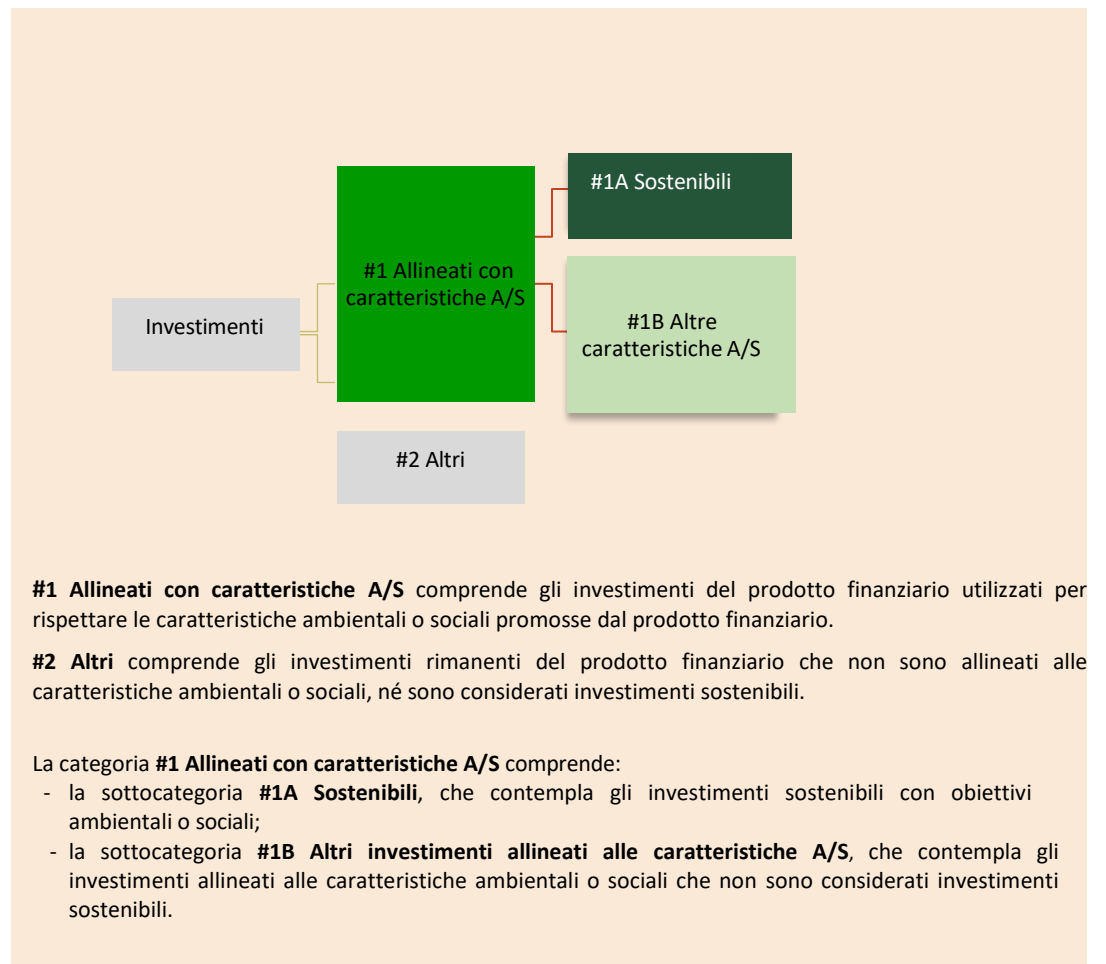 #1A Sostenibili
#1 Allineati con
caratteristiche A/S
Investimenti
#1B Altre
caratteristiche A/S
#2 Altri
#1 Allineati con caratteristiche A/S comprende gli investimenti del prodotto finanziario utilizzati per
rispettare le caratteristiche ambientali o sociali promosse dal prodotto finanziario.
#2 Altri comprende gli investimenti rimanenti del prodotto finanziario che non sono allineati alle
caratteristiche ambientali o sociali, né sono considerati investimenti sostenibili.
La categoria #1 Allineati con caratteristiche A/S comprende:
- la sottocategoria #1A Sostenibili, che contempla gli investimenti sostenibili con obiettivi
ambientali o sociali;
- la sottocategoria #1B Altri investimenti allineati alle caratteristiche A/S, che contempla gli
investimenti allineati alle caratteristiche ambientali o sociali che non sono considerati investimenti
sostenibili.